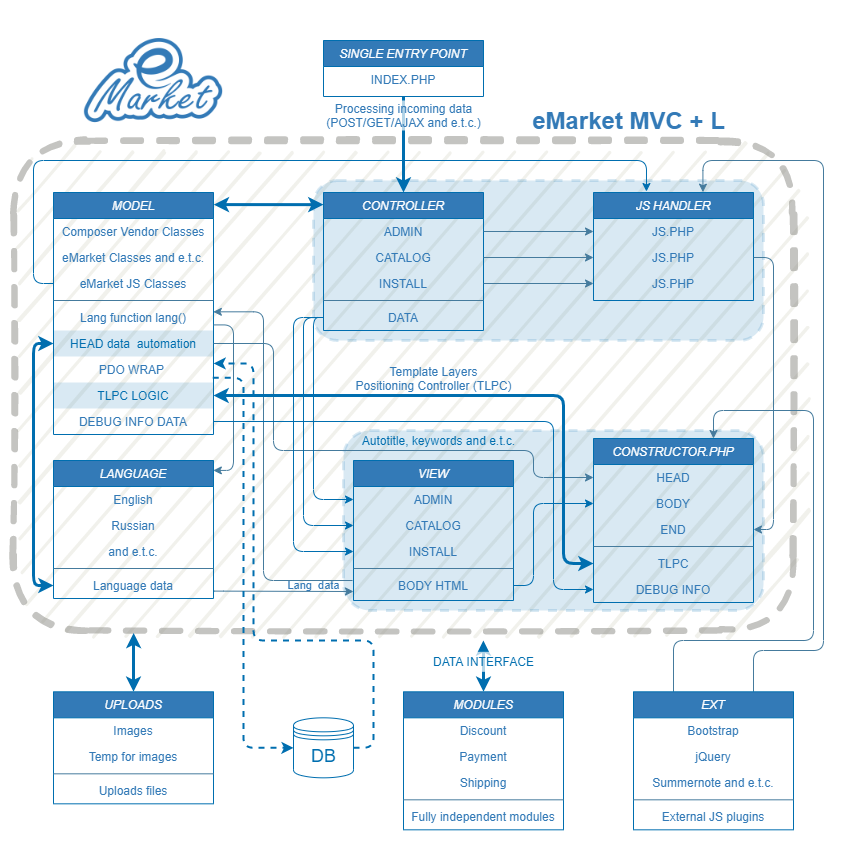 e
Market
SINGLE ENTRY POINT
INDEX.PHP
Processing incoming data
(POST/GET/AJAX and e.t.c.)
eMarket MVC + L
MODEL
Composer Vendor Classes
eMarket Classes and e.t.c.
eMarket JS Classes
Lang function lang()
HEAD data automation
PDO WRAP
TLPC LOGIC
DEBUG INFO DATA
CONTROLLER
ADMIN
CATALOG
INSTALL
DATA
JS HANDLER
JS.PHP
JS.PHP
JS.PHP
Template Layers
Positioning Controller (TLPC)
Autotitle, keywords and e.t.c.
LANGUAGE
English
Russian
and e.t.c.
Language data
Lang data
VIEW
ADMIN
CATALOG
INSTALL
BODY HTML
CONSTRUCTOR.PHP
HEAD
BODY
END
TLPC
DEBUG INFO
DATA INTERFACE
UPLOADS
Images
Temp for images
Uploads files
DB
MODULES
Discount
Payment
Shipping
Fully independent modules
EXT
Bootstrap
jQuery
Summernote and e.t.c.
External JS plugins